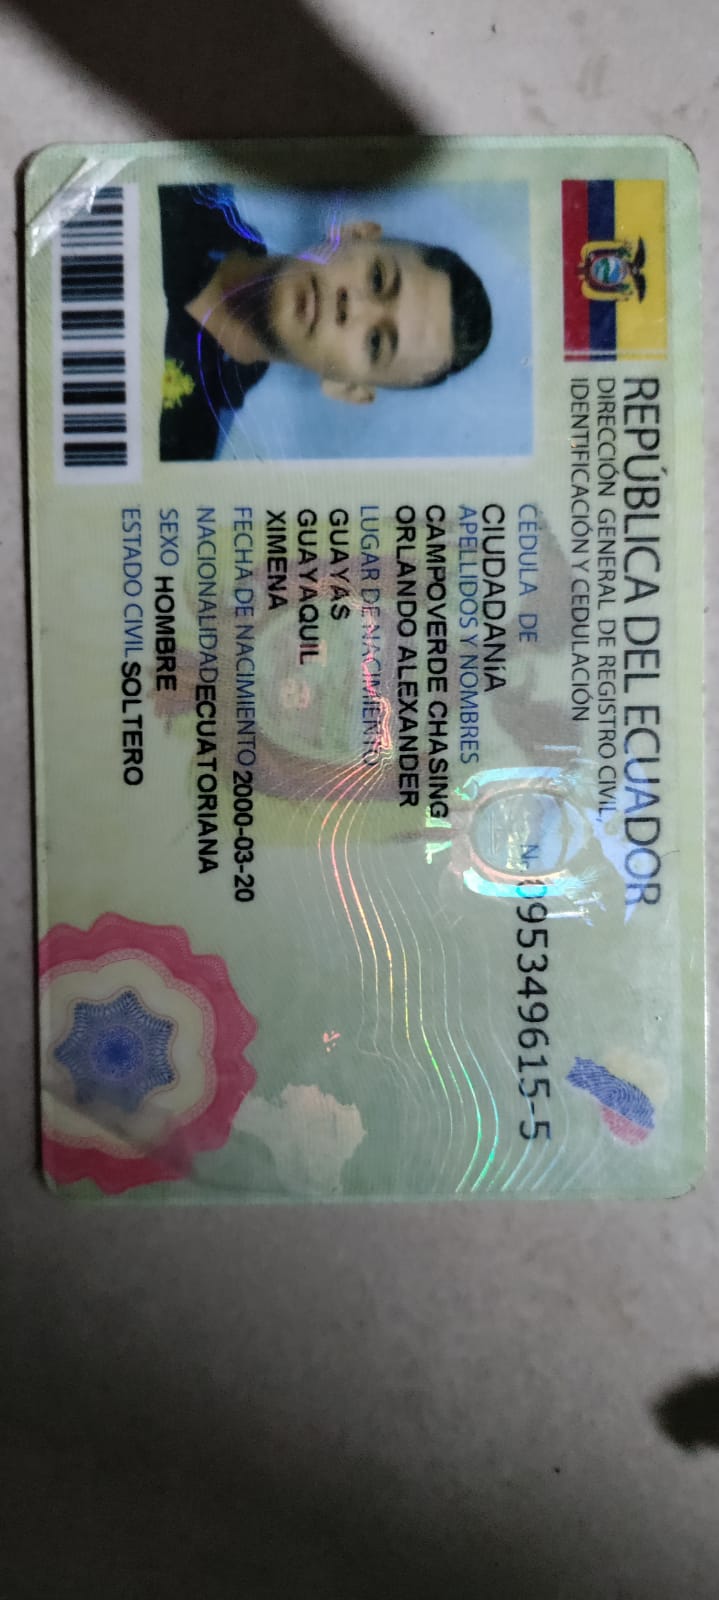 REPÚBLICA DEL ECUADOR
DIRECCIÓN GENERAL DE REGISTRO CIVIL,
IDENTIFICACIÓN Y CEDULACIÓN
CÉDULA DE Nr. 095349615-5
CIUDADANÍA
APELLIDOS Y NOMBRES
CAMPOVERDE CHASING
ORLANDO ALEXANDER
LUGAR DE NACIMIENTO
GUAYAS
GUAYAQUIL
XIMENA
FECHA DE NACIMIENTO 2000-03-20
NACIONALIDAD ECUATORIANA
SEXO HOMBRE
ESTADO CIVIL SOLTERO